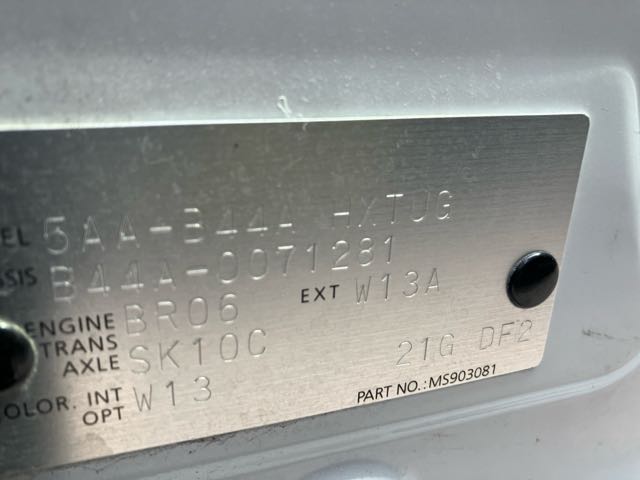 EL 5AA-B44A HXTUG
SSIS B44A-0071281
ENGINE BR06 EXT W13A
TRANS
AXLE SK10C 21G DF2
OLOR. INT W13
OPT
PART NO.:MS903081